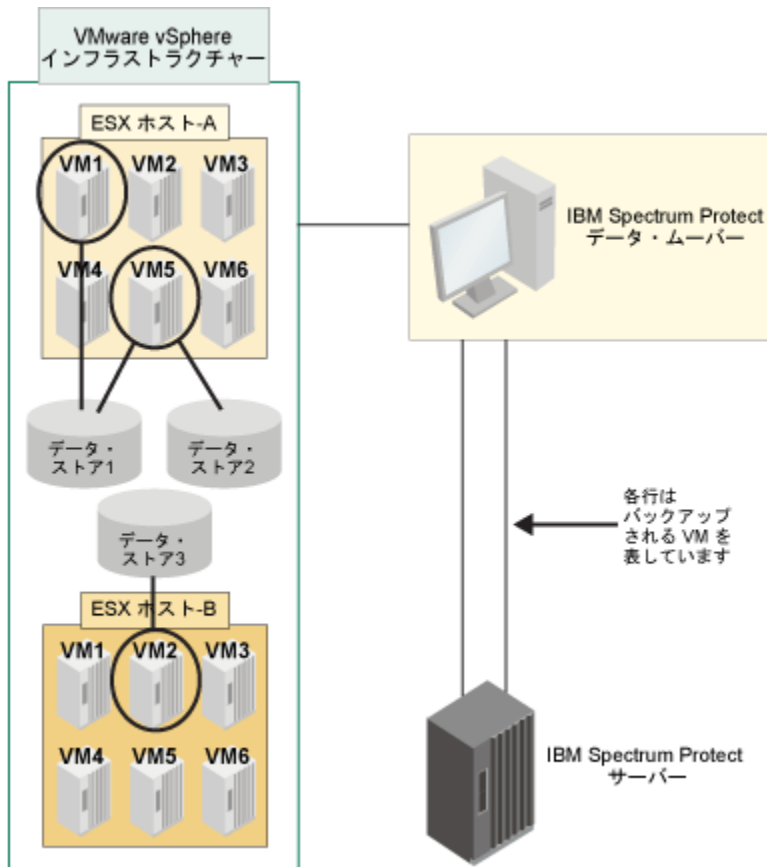 VMware vSphere
インフラストラクチャー
ESX ホスト-A
VM1 VM2 VM3
VM4 VM5 VM6
データ・
ストア1
データ・
ストア2
データ・
ストア3
ESX ホスト-B
VM1 VM2 VM3
VM4 VM5 VM6
IBM Spectrum Protect
データ・ムーバー
各行は
バックアップ
される VM を
表しています
IBM Spectrum Protect
サーバー